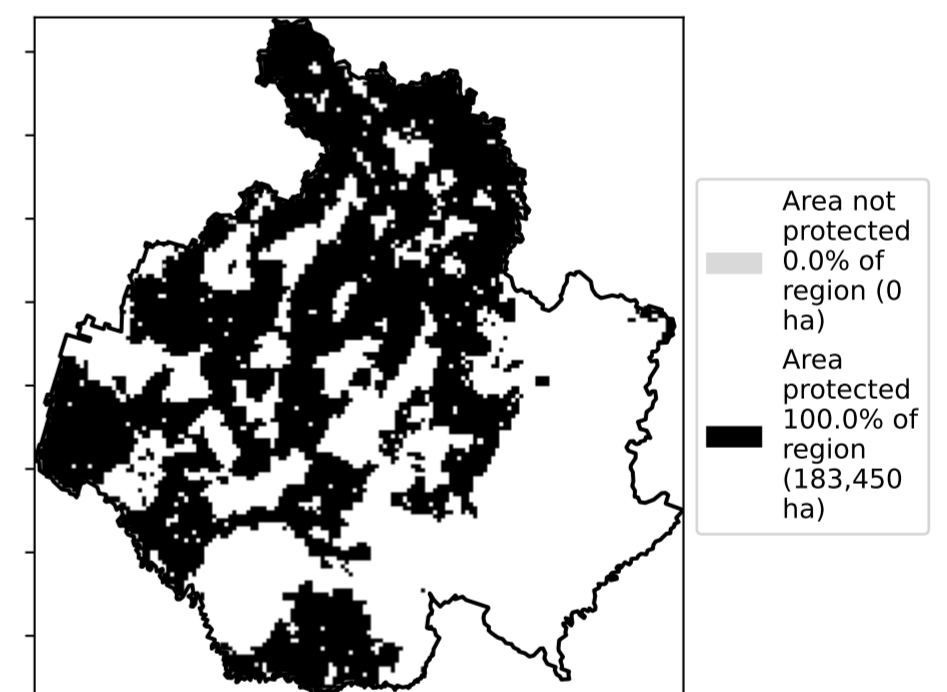 Area not
protected
0.0% of
region (0
ha)
Area
protected
100.0% of
region
(183,450
ha)